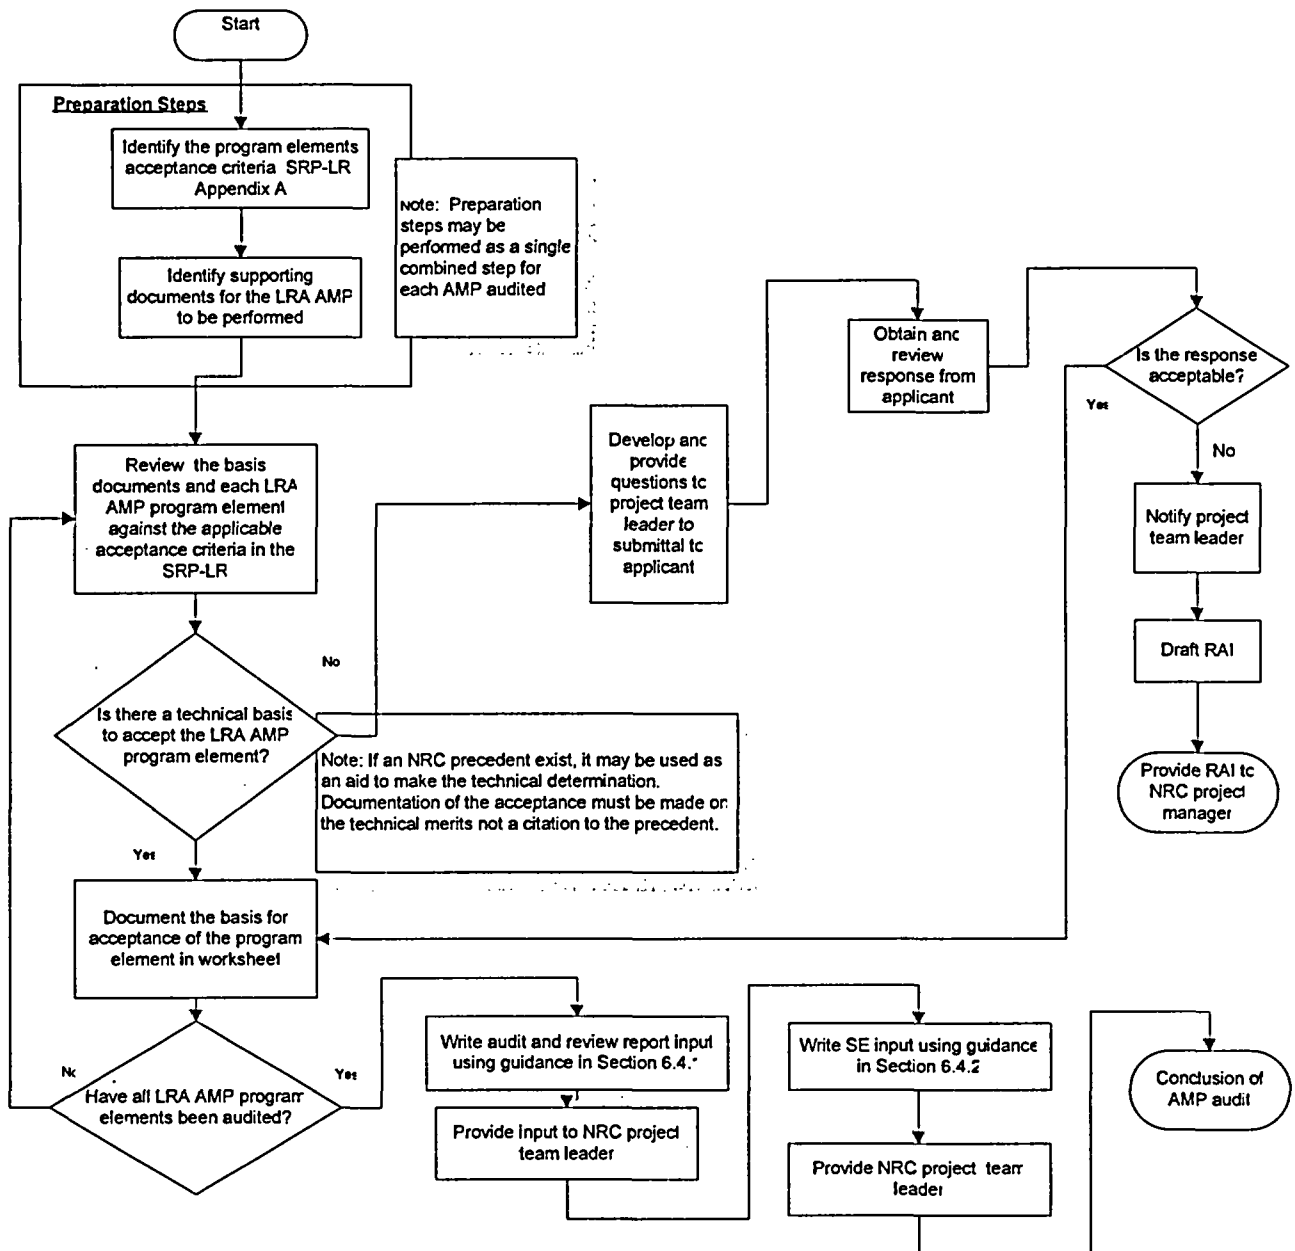 Start
Preparation Steps
Identify the program elements
acceptance criteria SRP-LR
Appendix A
Note: Preparation
steps may be
performed as a single
combined step for
each AMP audited
Identify supporting
documents for the LRA AMP
to be performed
Review the basis
documents and each LRA
AMP program element
against the applicable
acceptance criteria in the
SRP-LR
Is there a technical basis
to accept the LRA AMP
program element?
No
Yes
Note: If an NRC precedent exist, it may be used as
an aid to make the technical determination.
Documentation of the acceptance must be made on
the technical merits not a citation to the precedent.
Develop and
provide
questions to
project team
leader to
submittal to
applicant
Obtain and
review
response from
applicant
Is the response
acceptable?
Yes
No
Notify project
team leader
Draft RAI
Provide RAI to
NRC project
manager
Document the basis for
acceptance of the program
element in worksheet
Have all LRA AMP program
elements been audited?
No
Yes
Write audit and review report input
using guidance in Section 6.4.1
Provide input to NRC project
team leader
Write SE input using guidance
in Section 6.4.2
Provide NRC project team
leader
Conclusion of
AMP audit